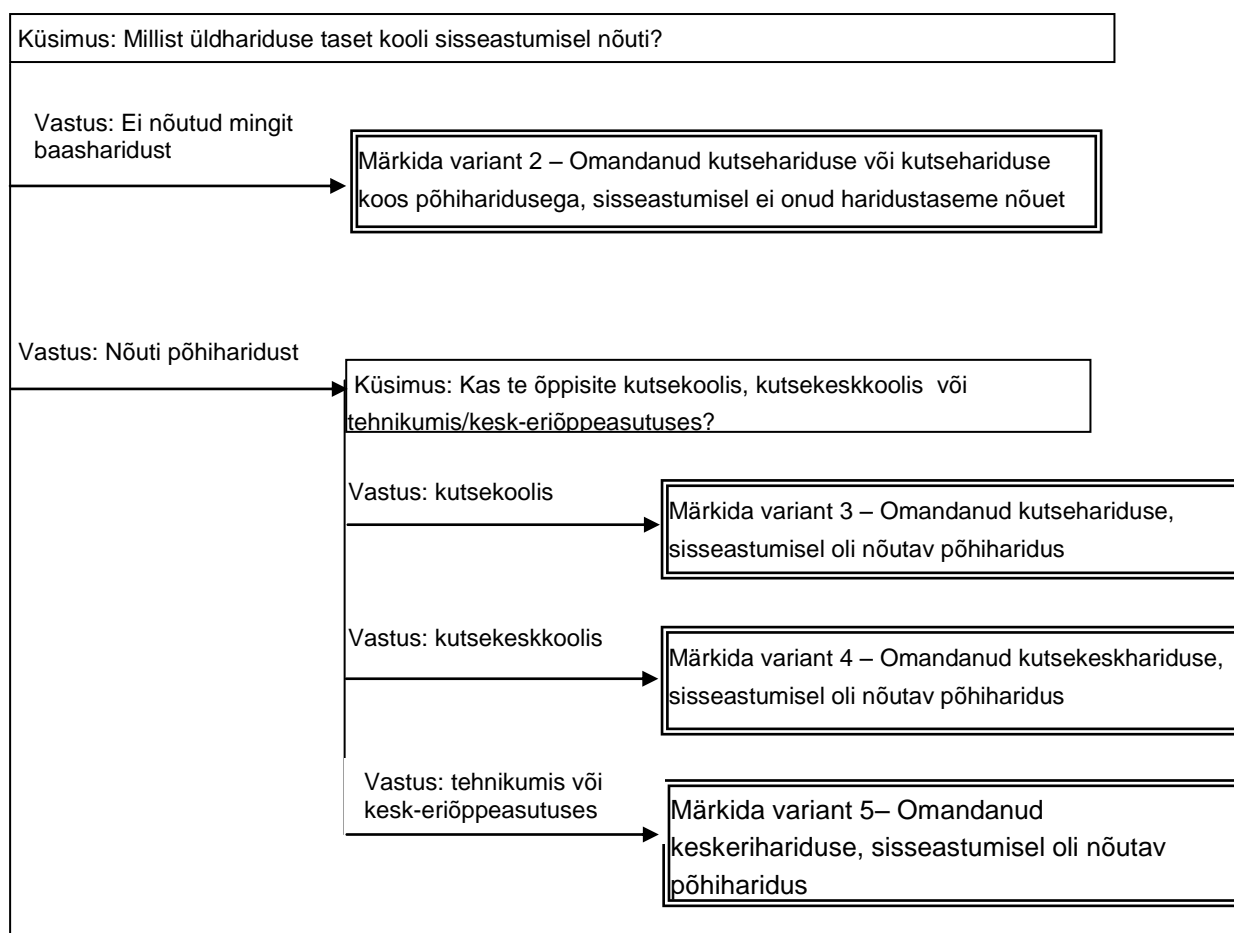 Küsimus: Millist üldhariduse taset kooli sisseastumisel nõuti?
Vastus: Ei nõutud mingit
baasharidust
Märkida variant 2 – Omandanud kutsehariduse või kutsehariduse
koos põhiharidusega, sisseastumisel ei onud haridustaseme nõuet
Vastus: Nõuti põhiharidust
Küsimus: Kas te õppisite kutsekoolis, kutsekeskkoolis või
tehnikumis/kesk-eriõppeasutuses?
Vastus: kutsekoolis
Märkida variant 3 – Omandanud kutsehariduse,
sisseastumisel oli nõutav põhiharidus
Vastus: kutsekeskkoolis
Märkida variant 4 – Omandanud kutsekeskhariduse,
sisseastumisel oli nõutav põhiharidus
Vastus: tehnikumis või
kesk-eriõppeasutuses
Märkida variant 5– Omandanud
keskerihariduse, sisseastumisel oli nõutav
põhiharidus